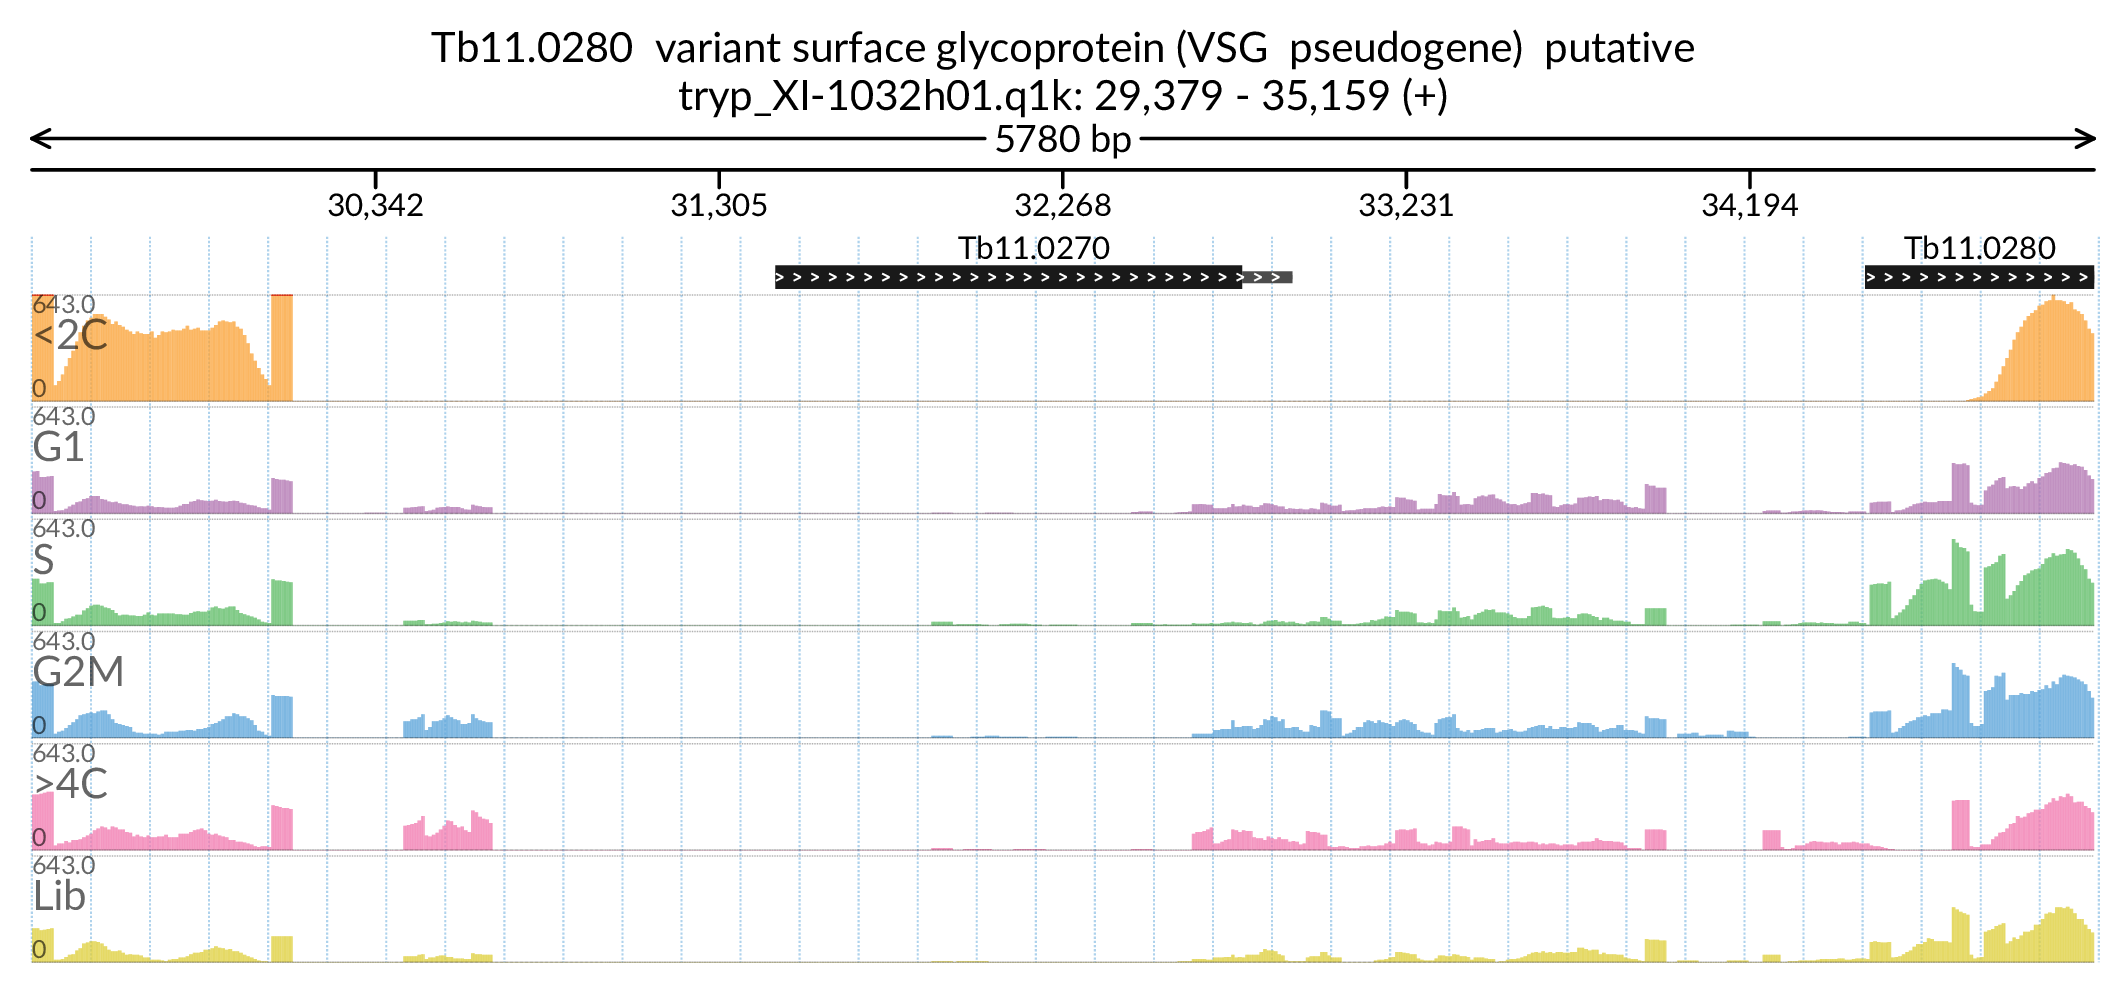 Tb11.0280 variant surface glycoprotein (VSG pseudogene) putative
tryp_XI-1032h01.q1k: 29,379 - 35,159 (+)
5780 bp
30,342 31,305 32,268 33,231 34,194
Tb11.0270 Tb11.0280
643.0
<2C
0
643.0
G1
0
643.0
S
0
643.0
G2M
0
643.0
>4C
0
643.0
Lib
0